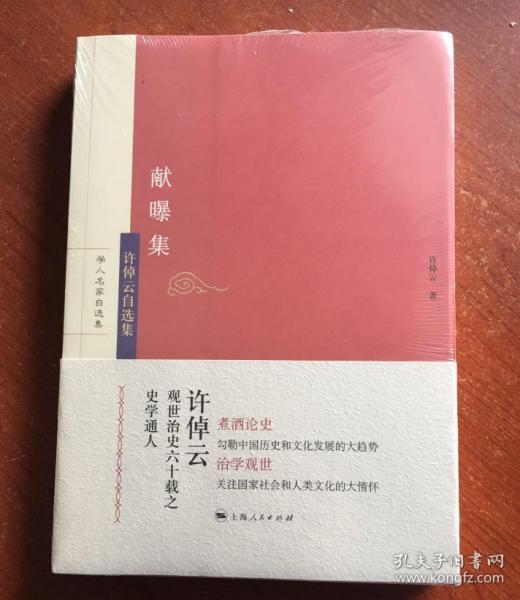 献曝集
许倬云自选集
学人名家自选集
许倬云 著
许倬云
观世治史六十载之
史学通人
煮酒论史
勾勒中国历史和文化发展的大趋势
治学观世
关注国家社会和人类文化的大情怀
上海人民出版社
孔夫子旧书网
www.kongfz.com